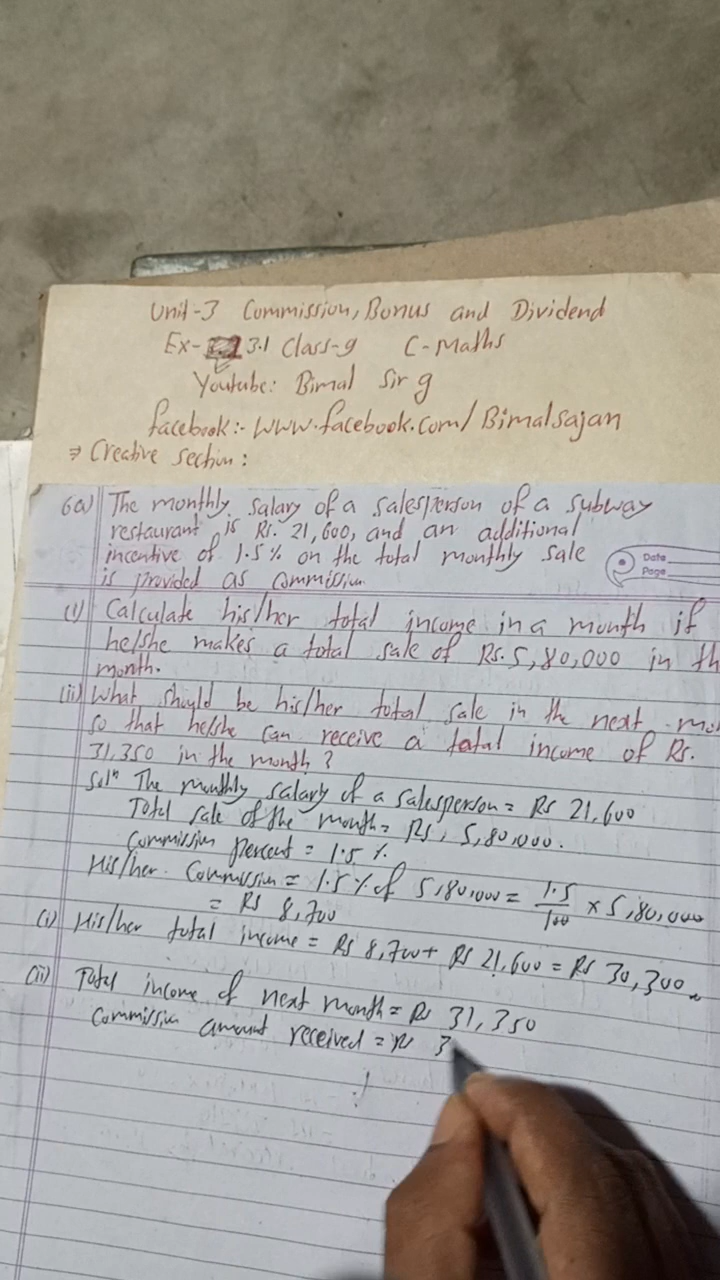 Unit-3 Commission, Bonus and Dividend
Ex- 3.1 Class-9 C-Maths
Youtube: Bimal Sir g
facebook:- www.facebook.com/Bimalsajan
⇒ Creative section:
6a) The monthly salary of a salesperson of a subway
restaurant is Rs. 21,600, and an additional
incentive of 1.5% on the total monthly sale
is provided as commission
Date
Page
(i) Calculate his/her total income in a month if
he/she makes a total sale of Rs. 5,80,000 in th
month.
(ii) What should be his/her total sale in the next mo
so that he/she can receive a total income of Rs.
31,350 in the month?
Solⁿ The monthly salary of a salesperson = Rs 21,600
Total sale of the month = Rs, 5,80,000.
Commission percent = 1.5 %.
His/her Commission = 1.5 % of 5,80,000 = 1.5/100 × 5,80,000
= Rs 8,700
(i) His/her total income = Rs 8,700 + Rs 21,600 = Rs 30,300
(ii) Total income of next month = Rs 31,350
Commission amount received = Rs 3